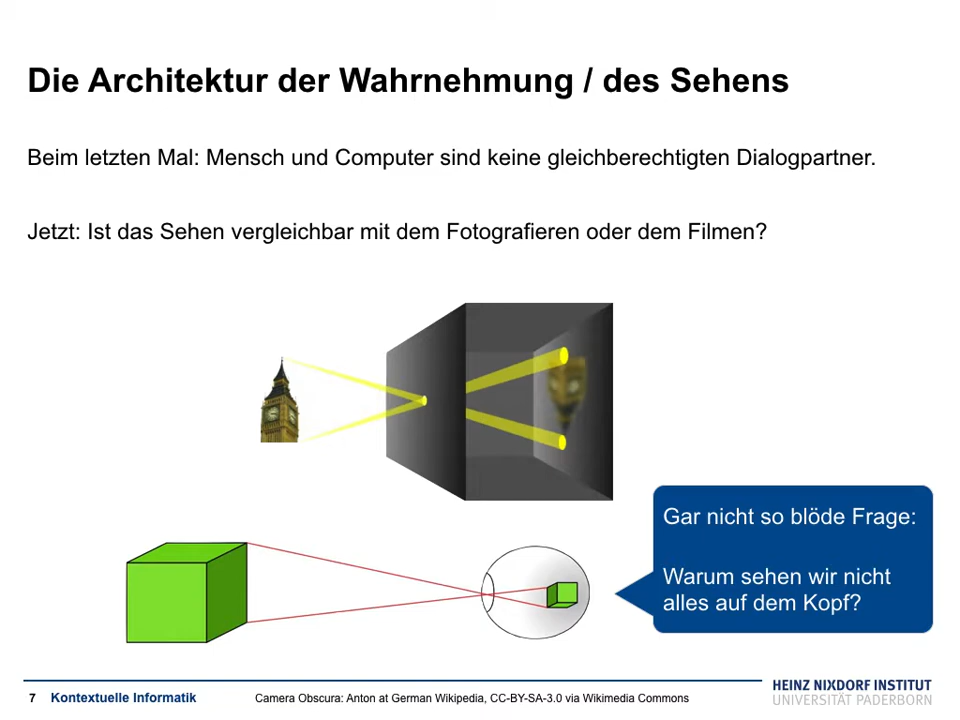 Die Architektur der Wahrnehmung / des Sehens
Beim letzten Mal: Mensch und Computer sind keine gleichberechtigten Dialogpartner.
Jetzt: Ist das Sehen vergleichbar mit dem Fotografieren oder dem Filmen?
Gar nicht so blöde Frage:
Warum sehen wir nicht
alles auf dem Kopf?
7 Kontextuelle Informatik
Camera Obscura: Anton at German Wikipedia, CC-BY-SA-3.0 via Wikimedia Commons
HEINZ NIXDORF INSTITUT
UNIVERSITÄT PADERBORN